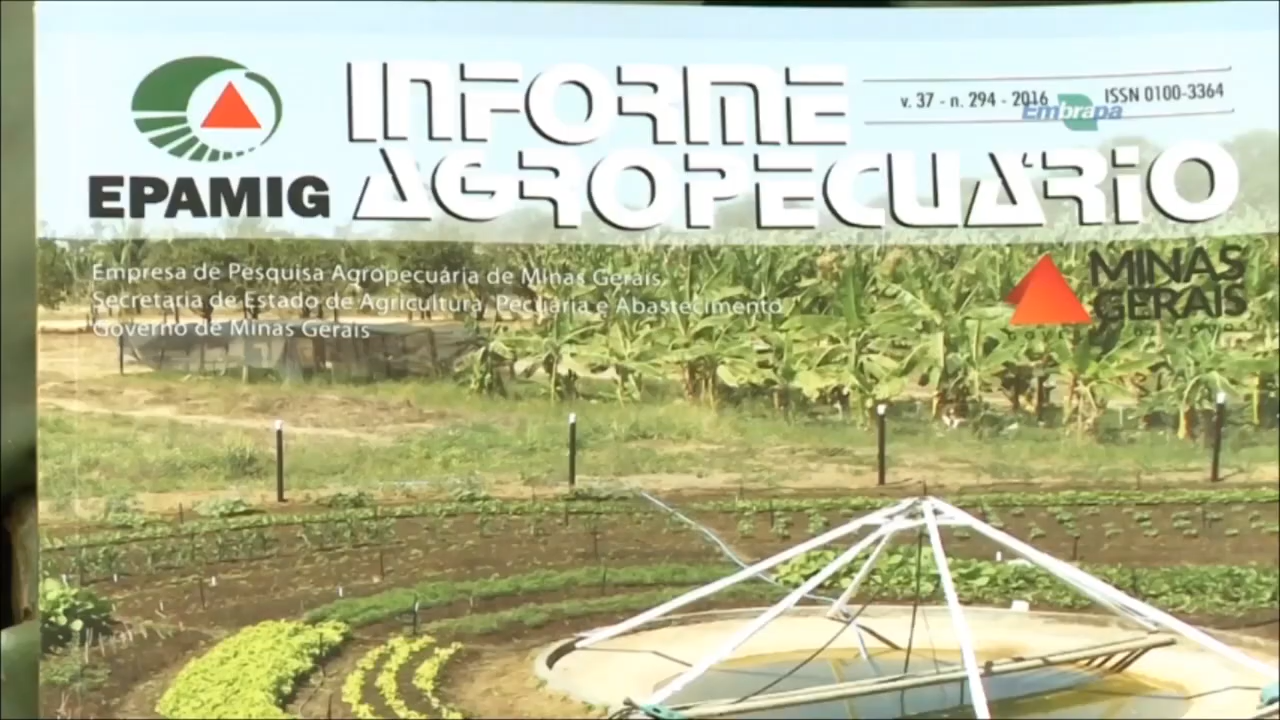 EPAMIG
INFORME
AGROPECUÁRIO
v. 37 - n. 294 - 2016
ISSN 0100-3364
Embrapa
Empresa de Pesquisa Agropecuária de Minas Gerais
Secretaria de Estado de Agricultura, Pecuária e Abastecimento
Governo de Minas Gerais
MINAS
GERAIS